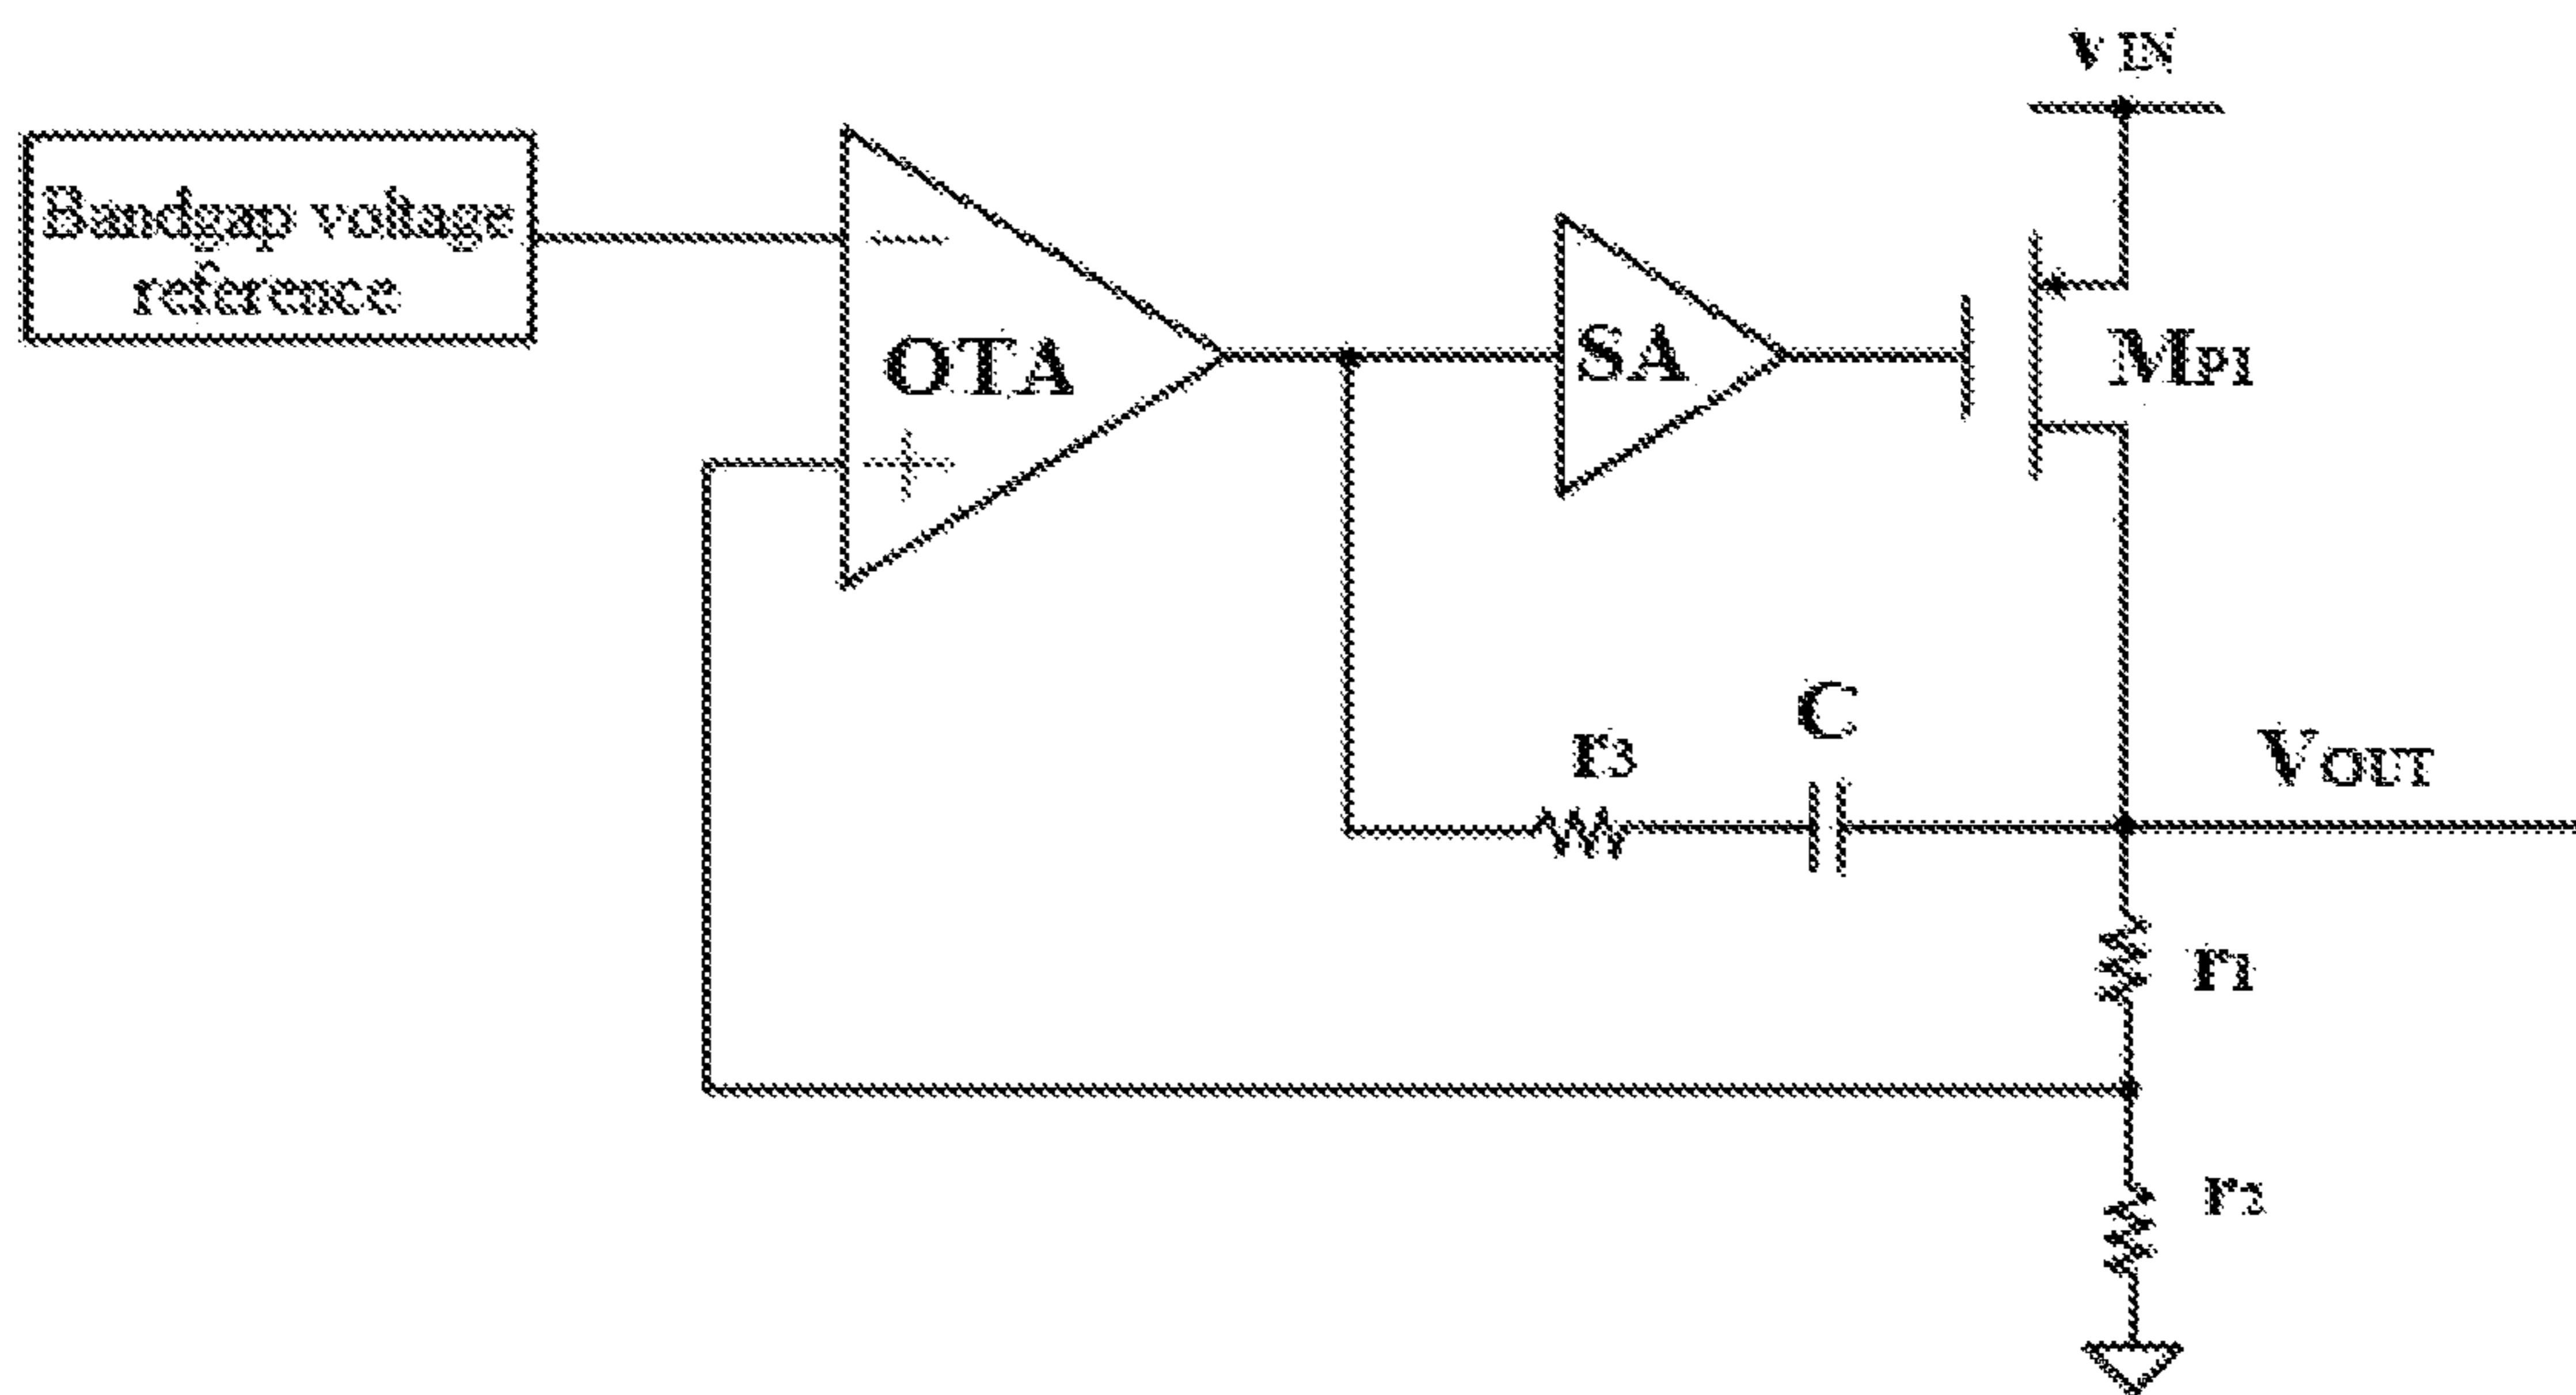 VIN
Bandgap voltage
reference
−
OTA
+
SA
MP1
C
r3
VOUT
r1
r2